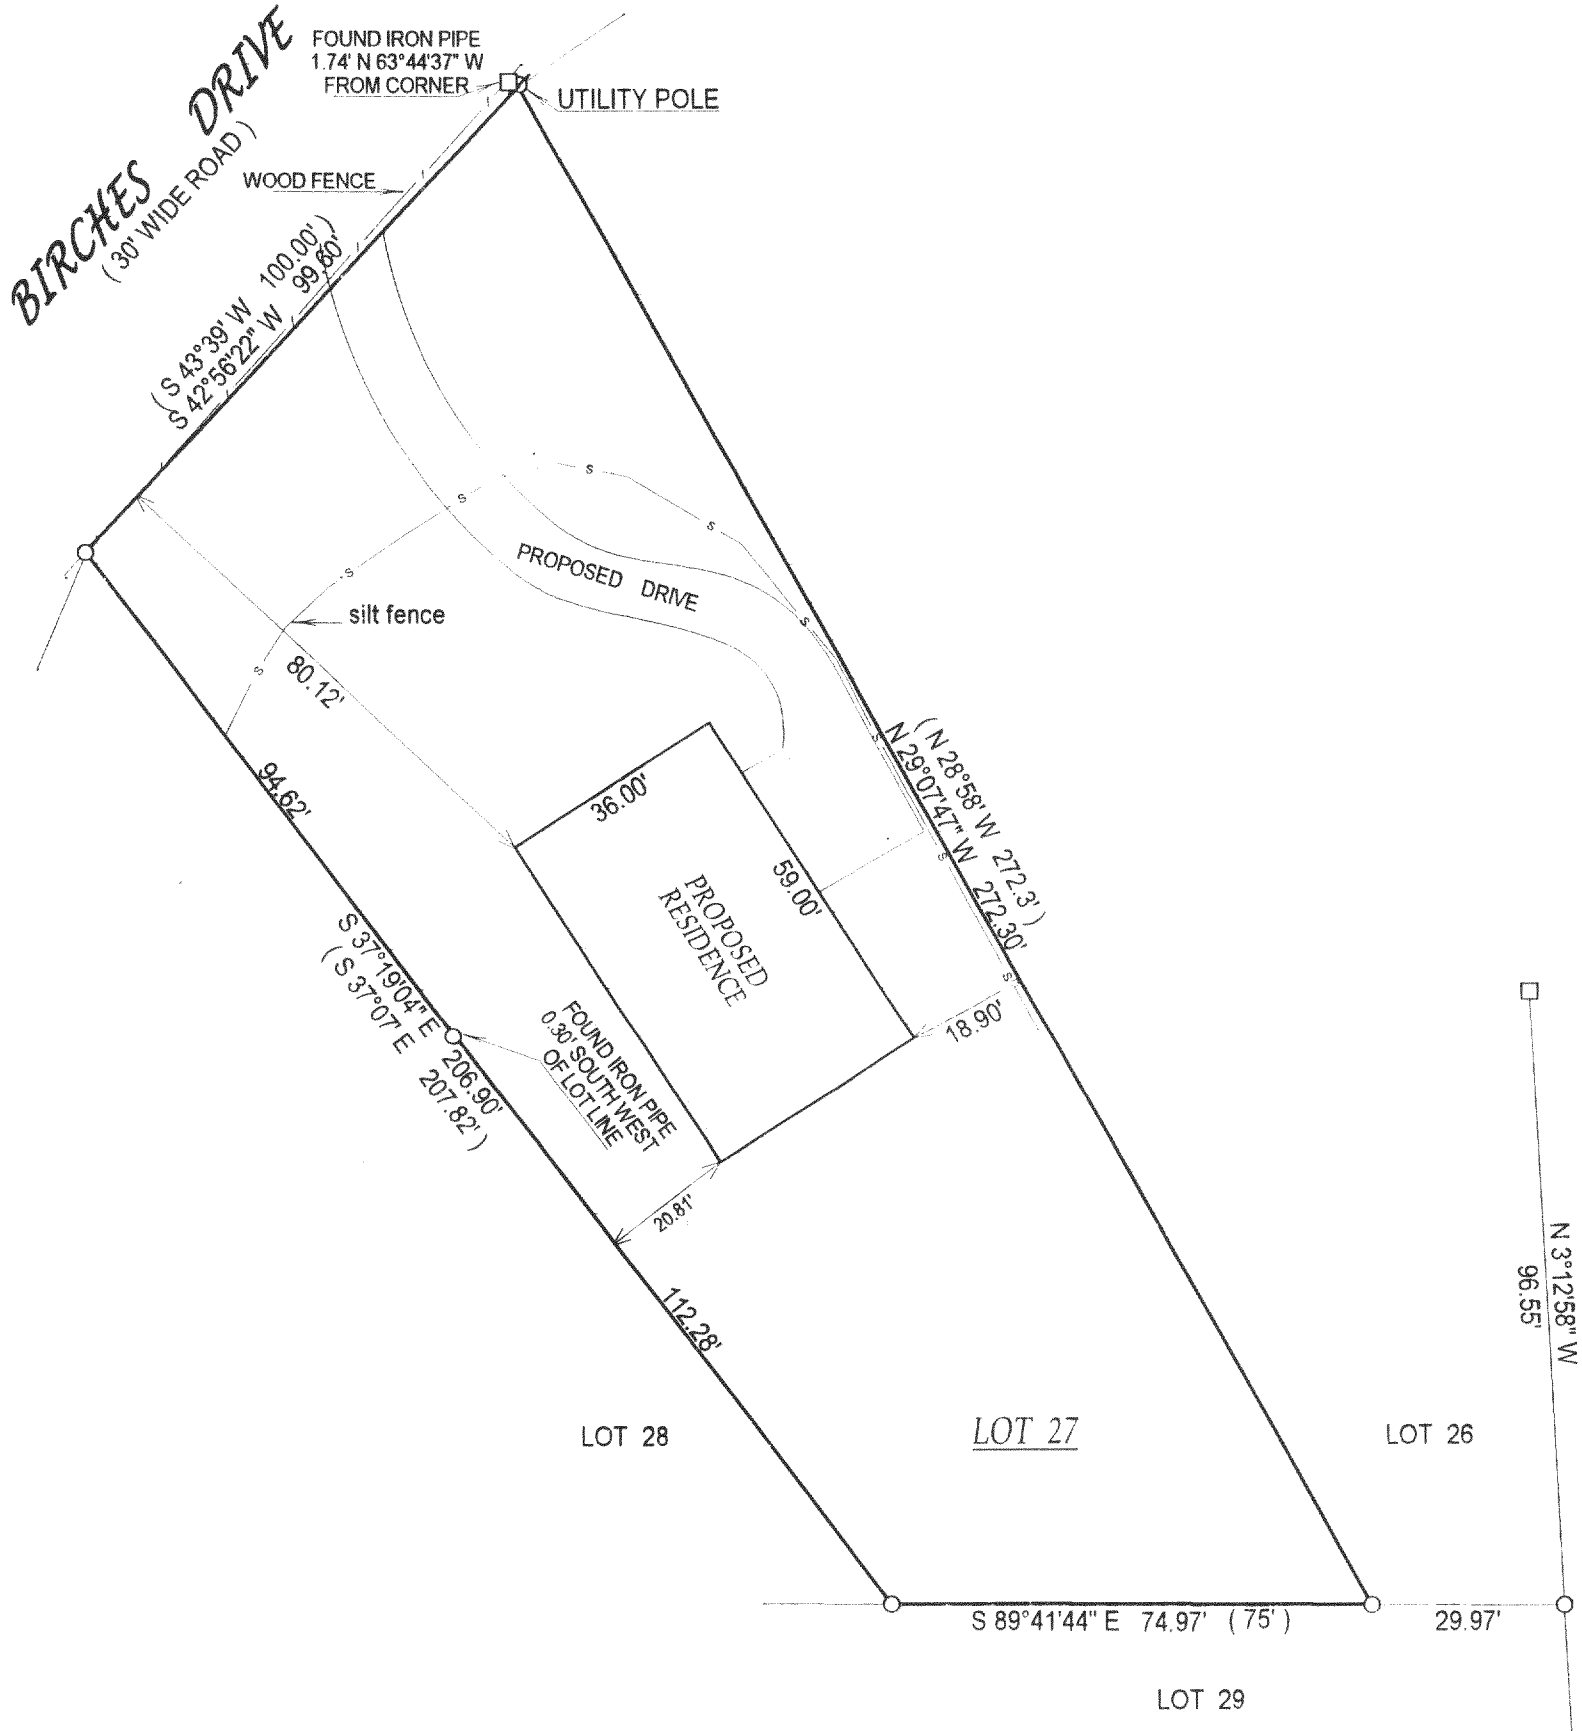 BIRCHES DRIVE
( 30' WIDE ROAD )
FOUND IRON PIPE
1.74' N 63°44'37" W
FROM CORNER
UTILITY POLE
WOOD FENCE
( S 43°39' W 100.00')
S 42°56'22" W 99.60'
s
s
s
s
s
s
s
s
s
PROPOSED DRIVE
silt fence
80.12'
94.62'
36.00'
59.00'
PROPOSED
RESIDENCE
( N 28°58' W 272.3' )
N 29°07'47" W 272.30'
18.90'
S 37°19'04" E 206.90'
( S 37°07' E 207.82' )
FOUND IRON PIPE
0.30' SOUTH WEST
OF LOT LINE
20.81'
112.28'
N 3°12'58" W
96.55'
LOT 28
LOT 27
LOT 26
S 89°41'44" E 74.97' ( 75' )
29.97'
LOT 29